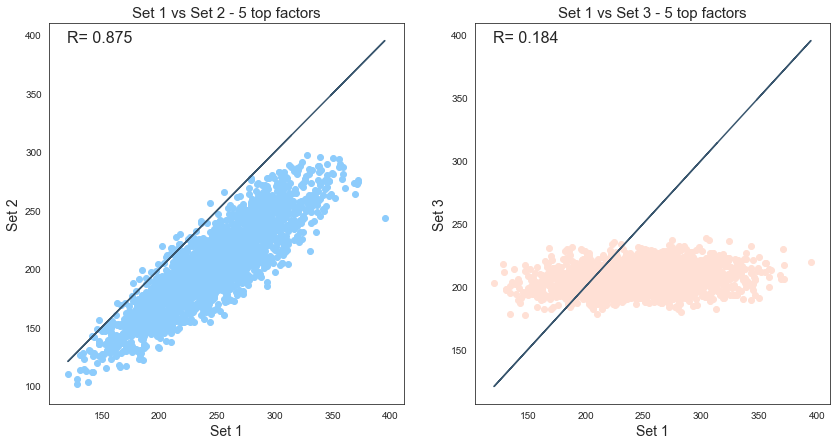 Set 1 vs Set 2 - 5 top factors
R= 0.875
400
350
300
250
200
150
100
Set 2
150 200 250 300 350 400
Set 1
Set 1 vs Set 3 - 5 top factors
R= 0.184
400
350
300
250
200
150
Set 3
150 200 250 300 350 400
Set 1